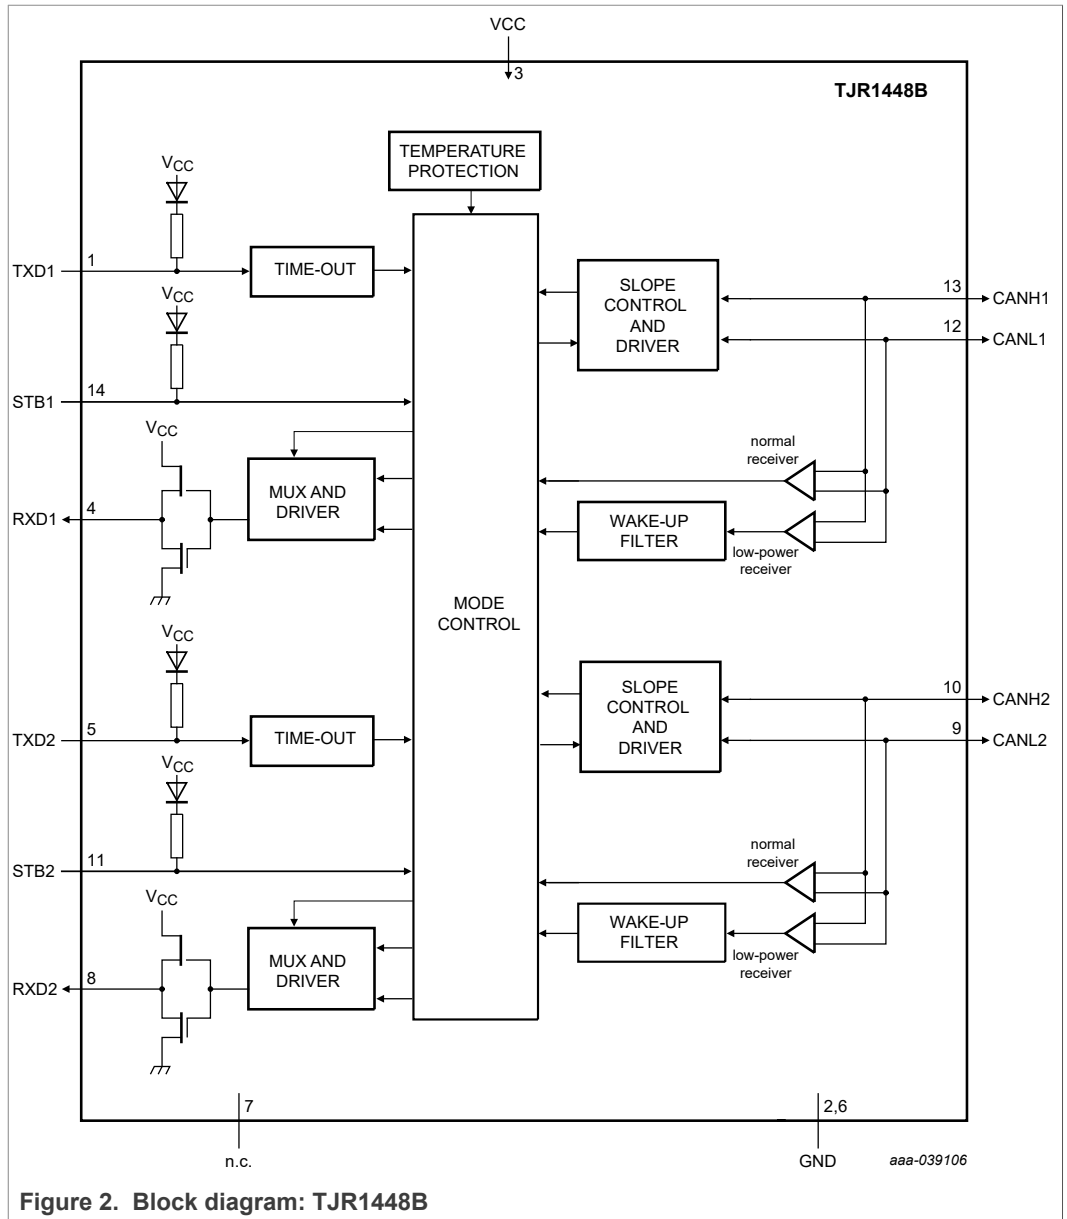 VCC
3
TJR1448B
TEMPERATURE
PROTECTION
VCC
TXD1
1
TIME-OUT
SLOPE
CONTROL
AND
DRIVER
13
CANH1
12
CANL1
VCC
STB1
14
VCC
MUX AND
DRIVER
RXD1
4
normal
receiver
WAKE-UP
FILTER
low-power
receiver
MODE
CONTROL
VCC
TXD2
5
TIME-OUT
SLOPE
CONTROL
AND
DRIVER
10
CANH2
9
CANL2
VCC
STB2
11
VCC
MUX AND
DRIVER
RXD2
8
normal
receiver
WAKE-UP
FILTER
low-power
receiver
7
n.c.
2,6
GND
aaa-039106
Figure 2. Block diagram: TJR1448B